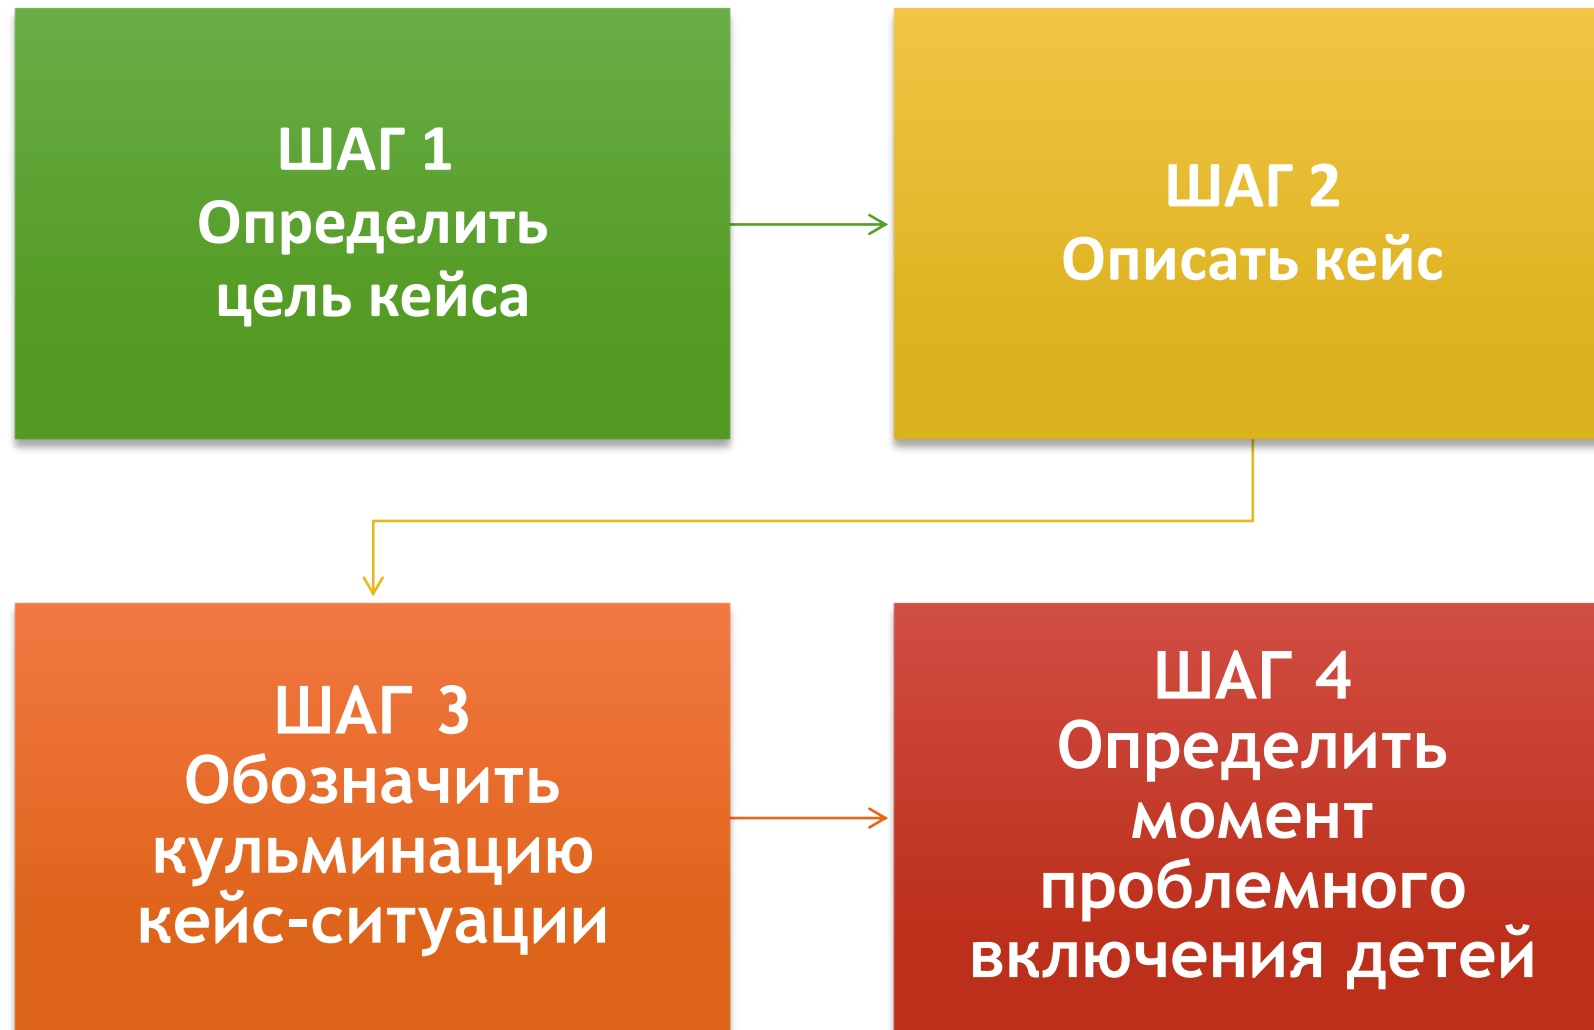 ШАГ 1
Определить
цель кейса
ШАГ 2
Описать кейс
ШАГ 3
Обозначить
кульминацию
кейс-ситуации
ШАГ 4
Определить
момент
проблемного
включения детей